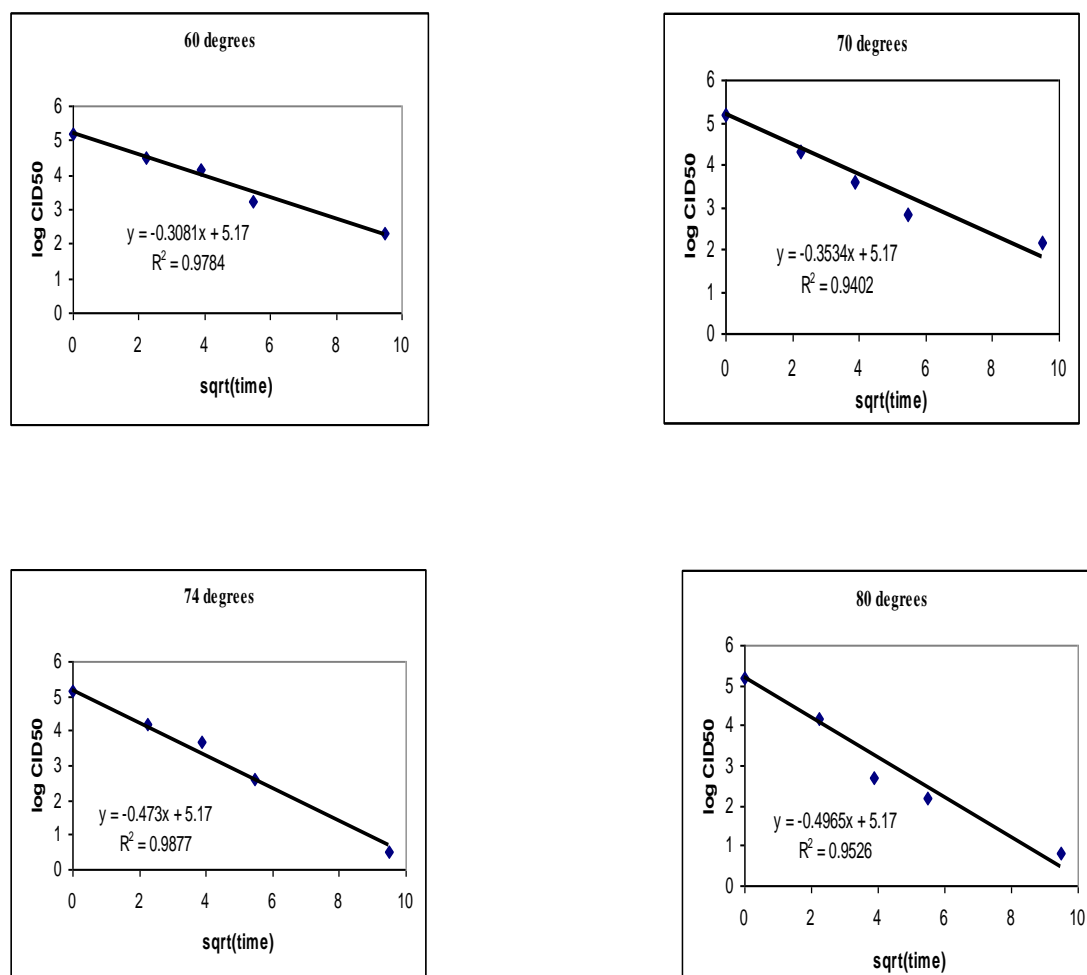 60 degrees
6
5
4
3
2
1
0
log CID50
y = -0.3081x + 5.17
R² = 0.9784
0 2 4 6 8 10
sqrt(time)
70 degrees
6
5
4
3
2
1
0
log CID50
y = -0.3534x + 5.17
R² = 0.9402
0 2 4 6 8 10
sqrt(time)
74 degrees
6
5
4
3
2
1
0
log CID50
y = -0.473x + 5.17
R² = 0.9877
0 2 4 6 8 10
sqrt(time)
80 degrees
6
5
4
3
2
1
0
log CID50
y = -0.4965x + 5.17
R² = 0.9526
0 2 4 6 8 10
sqrt(time)